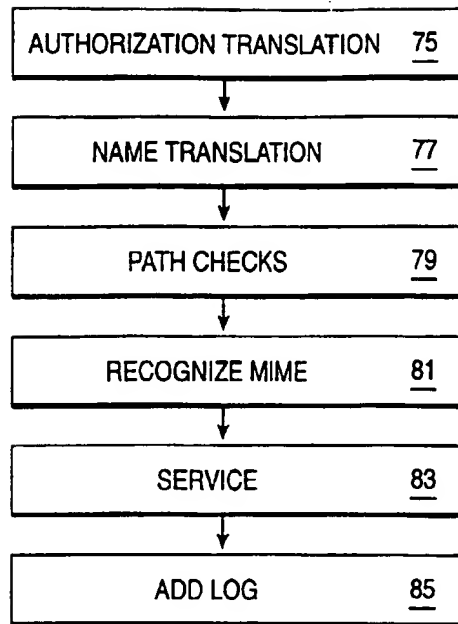 AUTHORIZATION TRANSLATION 75
NAME TRANSLATION 77
PATH CHECKS 79
RECOGNIZE MIME 81
SERVICE 83
ADD LOG 85